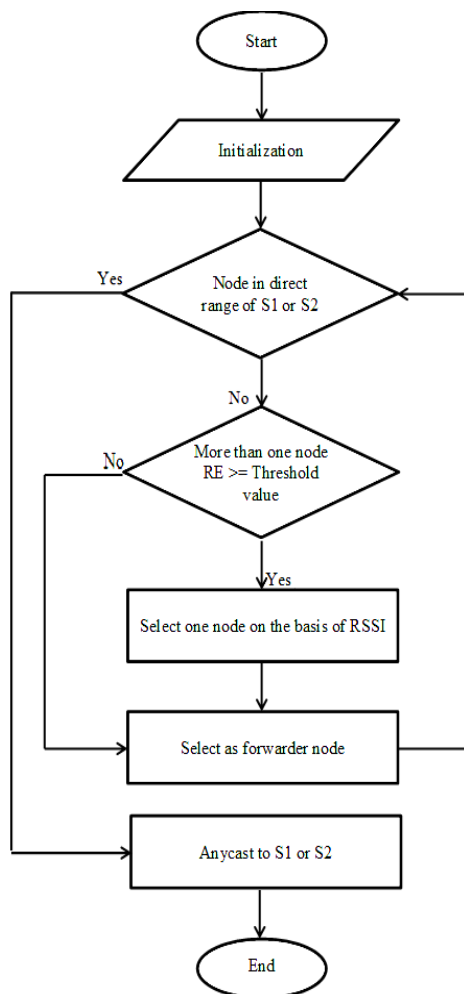 Start
Initialization
Yes
Node in direct
range of S1 or S2
No
More than one node
No
RE >= Threshold
value
Yes
Select one node on the basis of RSSI
Select as forwarder node
Anycast to S1 or S2
End